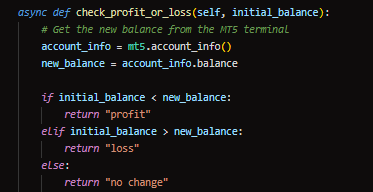 async def check_profit_or_loss(self, initial_balance):
    # Get the new balance from the MT5 terminal
    account_info = mt5.account_info()
    new_balance = account_info.balance

    if initial_balance < new_balance:
        return "profit"
    elif initial_balance > new_balance:
        return "loss"
    else:
        return "no change"